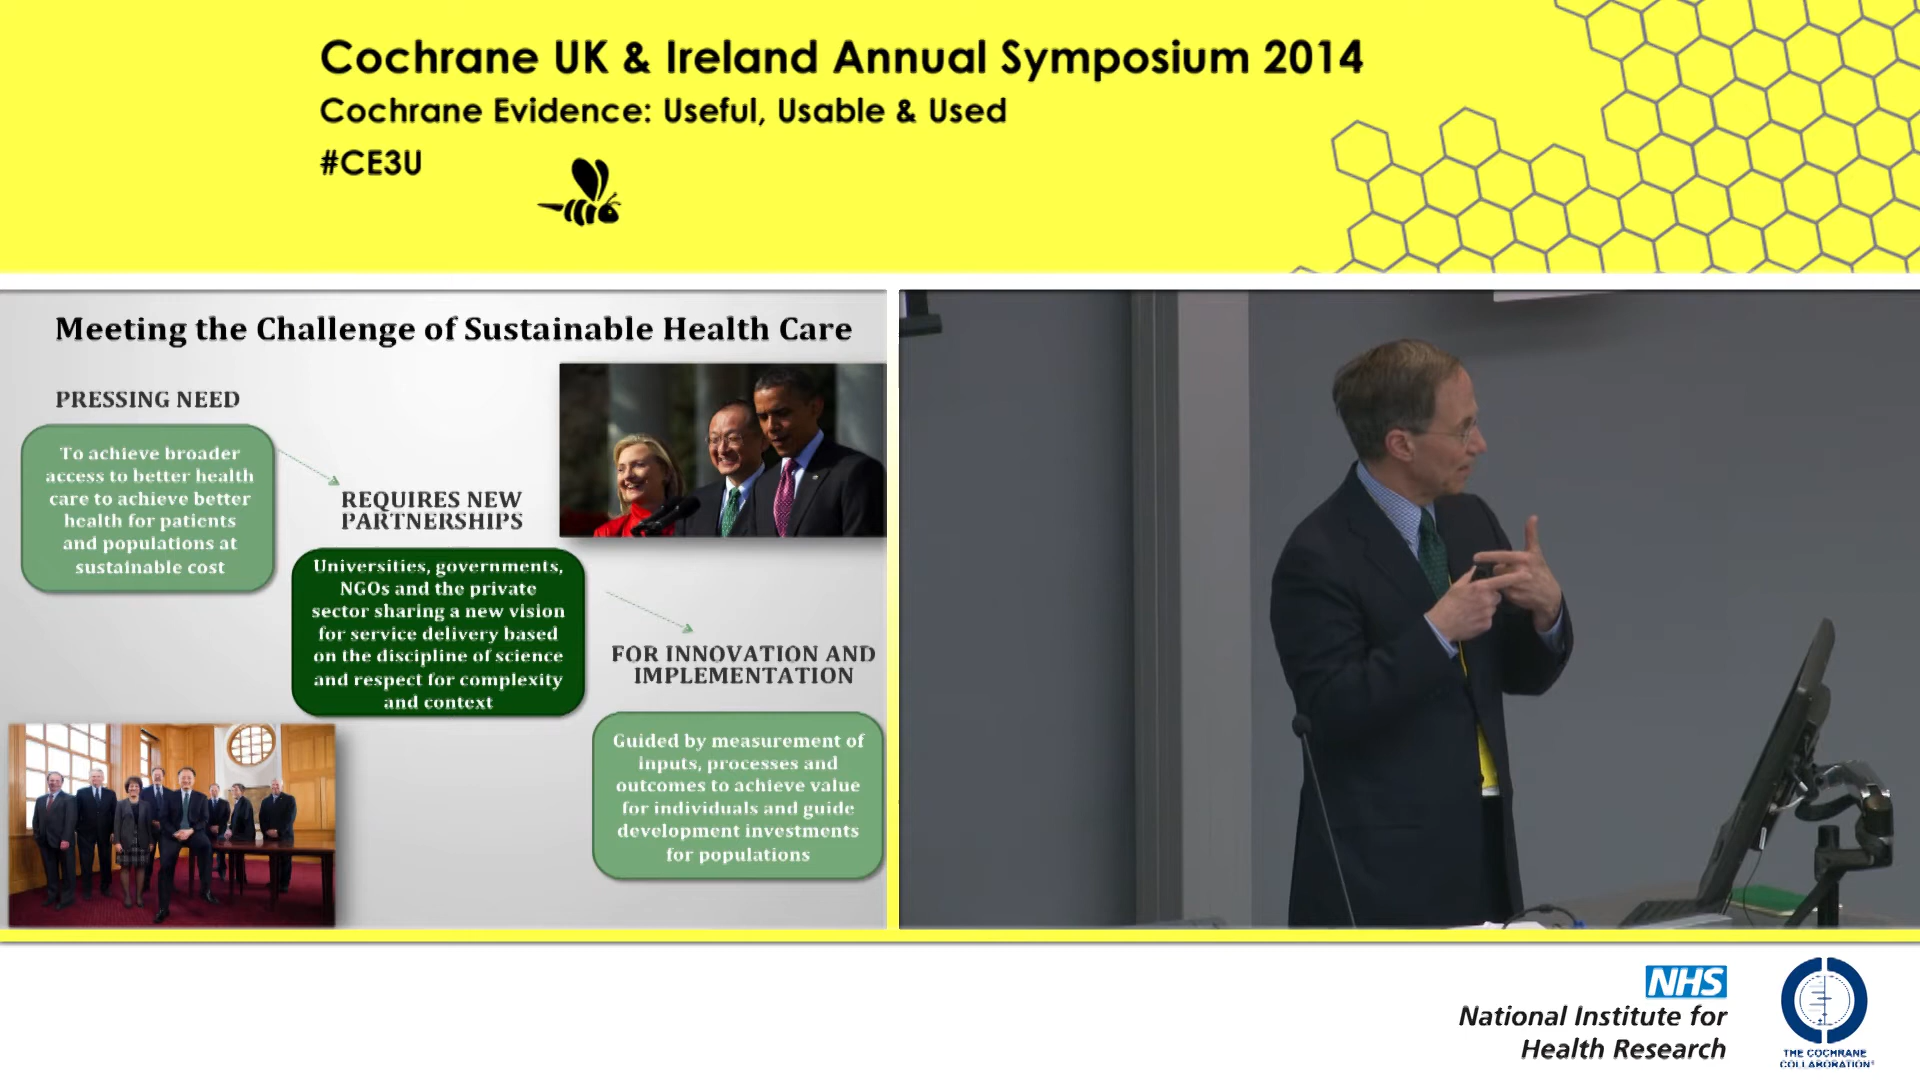 Cochrane UK & Ireland Annual Symposium 2014
Cochrane Evidence: Useful, Usable & Used
#CE3U
Meeting the Challenge of Sustainable Health Care
PRESSING NEED
To achieve broader
access to better health
care to achieve better
health for patients
and populations at
sustainable cost
REQUIRES NEW
PARTNERSHIPS
Universities, governments,
NGOs and the private
sector sharing a new vision
for service delivery based
on the discipline of science
and respect for complexity
and context
FOR INNOVATION AND
IMPLEMENTATION
Guided by measurement of
inputs, processes and
outcomes to achieve value
for individuals and guide
development investments
for populations
NHS
National Institute for
Health Research
THE COCHRANE
COLLABORATION®